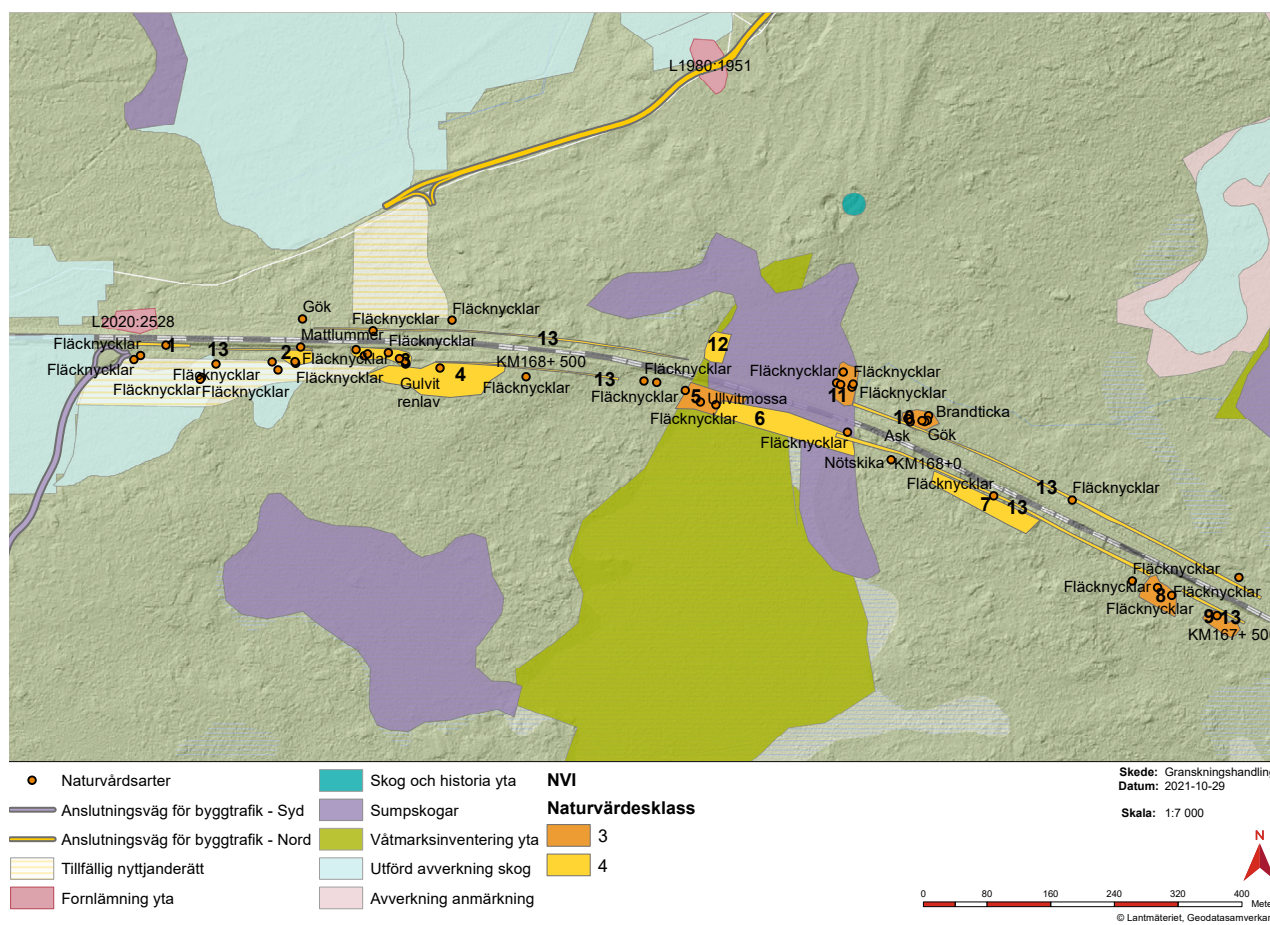 L1980:1951
Gök
Fläcknycklar
L2020:2528
Fläcknycklar
Mattlummer
13
Fläcknycklar
1
Fläcknycklar
12
13
2
Fläcknycklar
KM168+ 500
Fläcknycklar
Fläcknycklar
Fläcknycklar
Fläcknycklar
Fläcknycklar
Fläcknycklar
3
4
13
Fläcknycklar
Gulvit
renlav
Fläcknycklar
Fläcknycklar
Fläcknycklar
11
5
Ullvitmossa
Fläcknycklar
6
10
Brandticka
Fläcknycklar
Ask
Gök
Nötskika
KM168+0
Fläcknycklar
13
Fläcknycklar
7
13
Fläcknycklar
Fläcknycklar
Fläcknycklar
8
Fläcknycklar
9
13
KM167+ 50
Naturvårdsarter
Anslutningsväg för byggtrafik - Syd
Anslutningsväg för byggtrafik - Nord
Tillfällig nyttjanderätt
Fornlämning yta
Skog och historia yta
Sumpskogar
Våtmarksinventering yta
Utförd avverkning skog
Avverkning anmärkning
NVI
Naturvärdesklass
3
4
Skede: Granskningshandling
Datum: 2021-10-29
Skala: 1:7 000
N
0 80 160 240 320 400
Mete
© Lantmäteriet, Geodatasamverkan